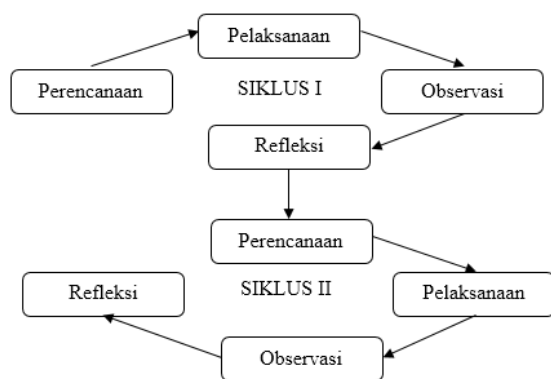 Pelaksanaan
Perencanaan
SIKLUS I
Observasi
Refleksi
Perencanaan
Refleksi
SIKLUS II
Pelaksanaan
Observasi